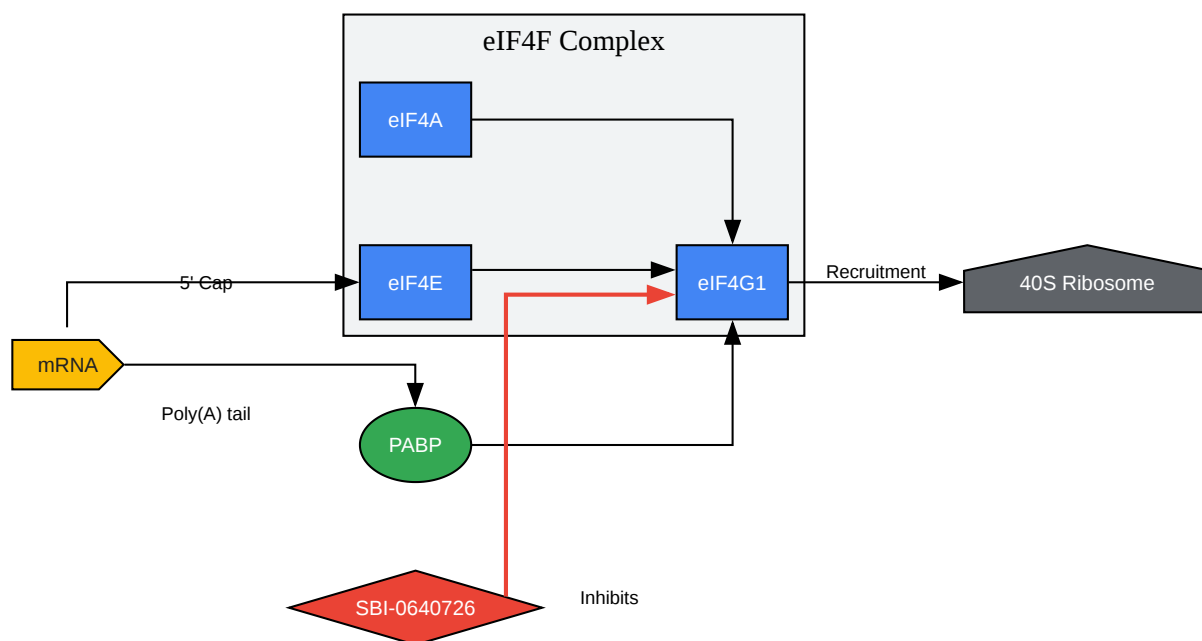 eIF4F Complex
eIF4A
5' Cap
eIF4E
eIF4G1
Recruitment
40S Ribosome
mRNA
Poly(A) tail
PABP
SBI-0640726
Inhibits